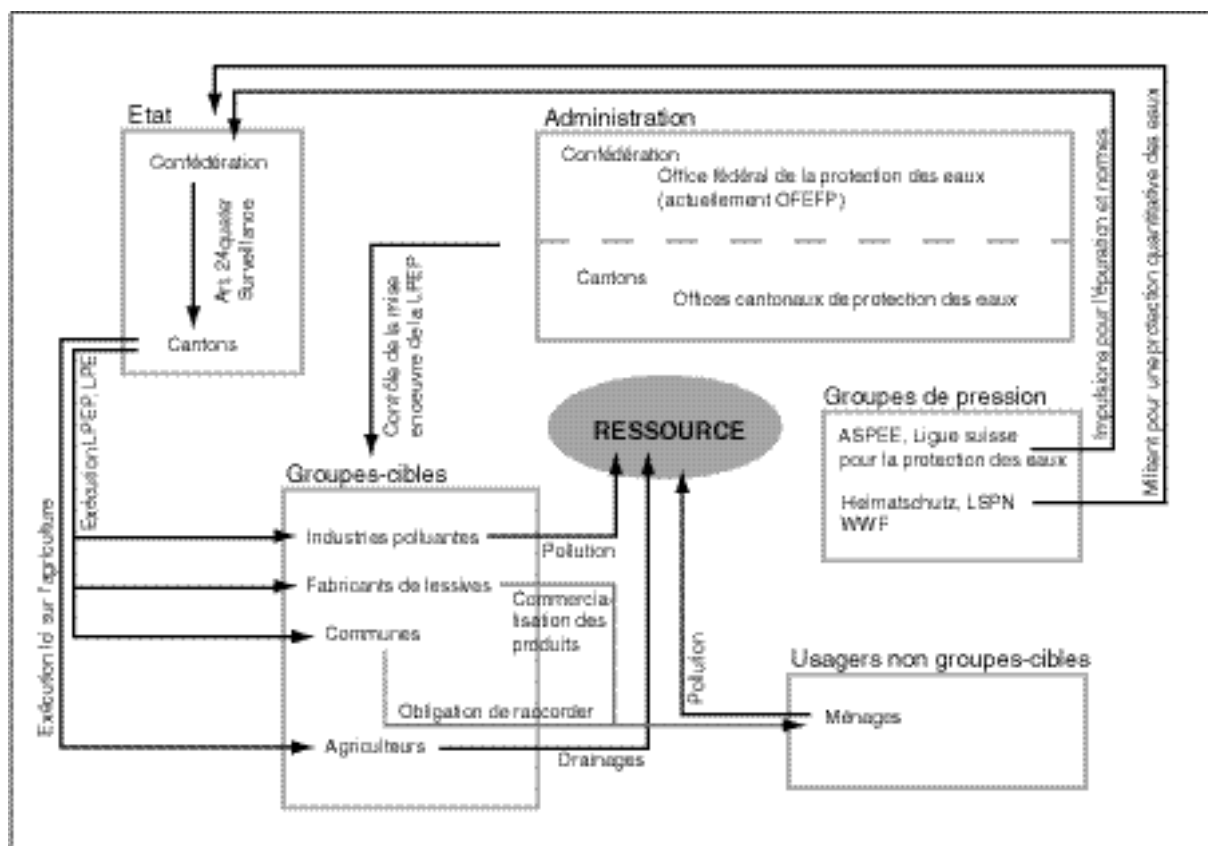 Etat
Confédération
Art. 24quater
Surveillance
Cantons
Administration
Confédération
Office fédéral de la protection des eaux
(actuellement OFEFP)
Cantons
Offices cantonaux de protection des eaux
Impulsions pour l'épuration et normes
Militent pour une protection quantitative des eaux
Contrôle de la mise
en oeuvre de la LPEP
Exécution LPEP, LPE
Exécution loi sur l'agriculture
RESSOURCE
Groupes de pression
ASPEE, Ligue suisse
pour la protection des eaux
Heimatschutz, LSPN
WWF
Groupes-cibles
Industries polluantes
Pollution
Fabricants de lessives
Commercia-
lisation des
produits
Communes
Obligation de raccorder
Agriculteurs
Drainages
Pollution
Usagers non groupes-cibles
Ménages